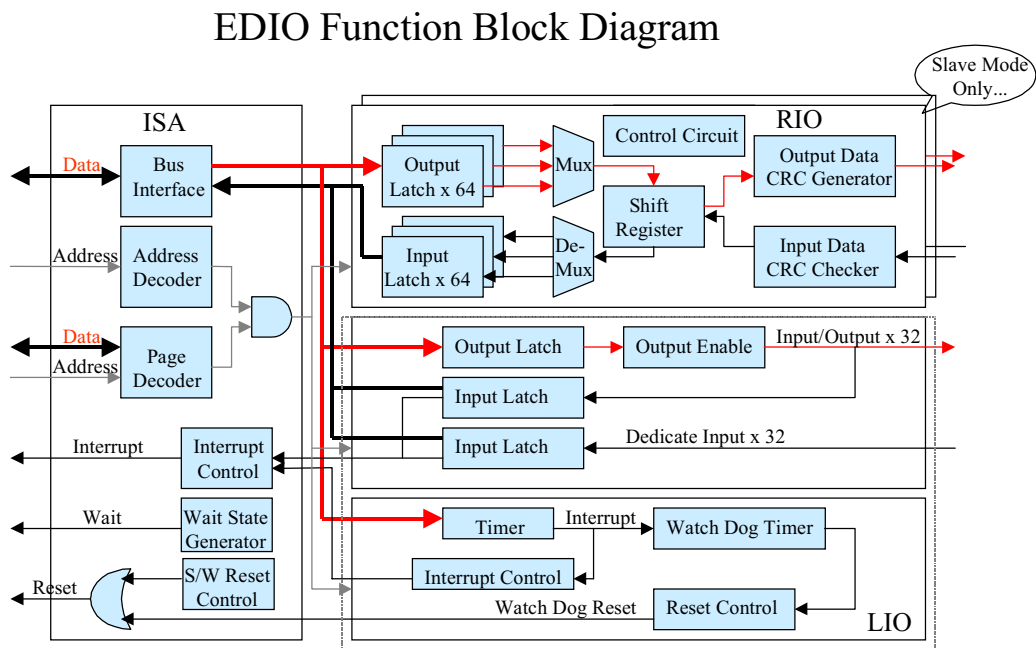 EDIO Function Block Diagram
Slave Mode
Only...
ISA
RIO
Data
Bus
Interface
Output
Latch x 64
Mux
Control Circuit
Output Data
CRC Generator
Shift
Register
Input
Latch x 64
De-
Mux
Input Data
CRC Checker
Address
Address
Decoder
Data
Address
Page
Decoder
Output Latch
Output Enable
Input/Output x 32
Input Latch
Input Latch
Dedicate Input x 32
Interrupt
Interrupt
Control
Wait
Wait State
Generator
Timer
Interrupt
Watch Dog Timer
Interrupt Control
Reset
S/W Reset
Control
Watch Dog Reset
Reset Control
LIO